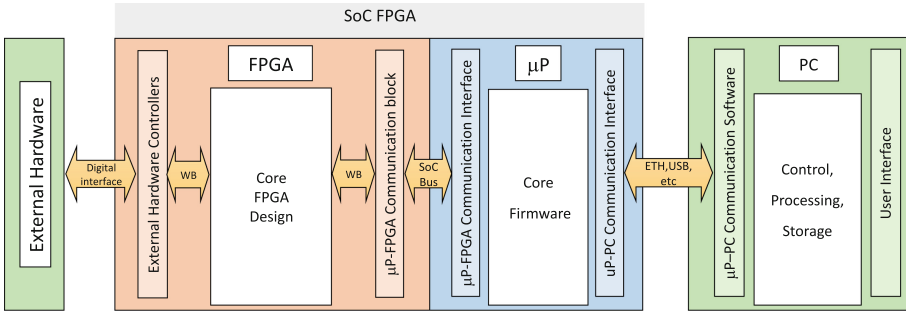 SoC FPGA
External Hardware
Digital
interface
FPGA
External Hardware Controllers
WB
Core
FPGA
Design
WB
μP-FPGA Communication block
SoC
Bus
μP
μP-FPGA Communication Interface
Core
Firmware
uP-PC Communication Interface
ETH,USB,
etc
PC
μP–PC Communication Software
Control,
Processing,
Storage
User Interface